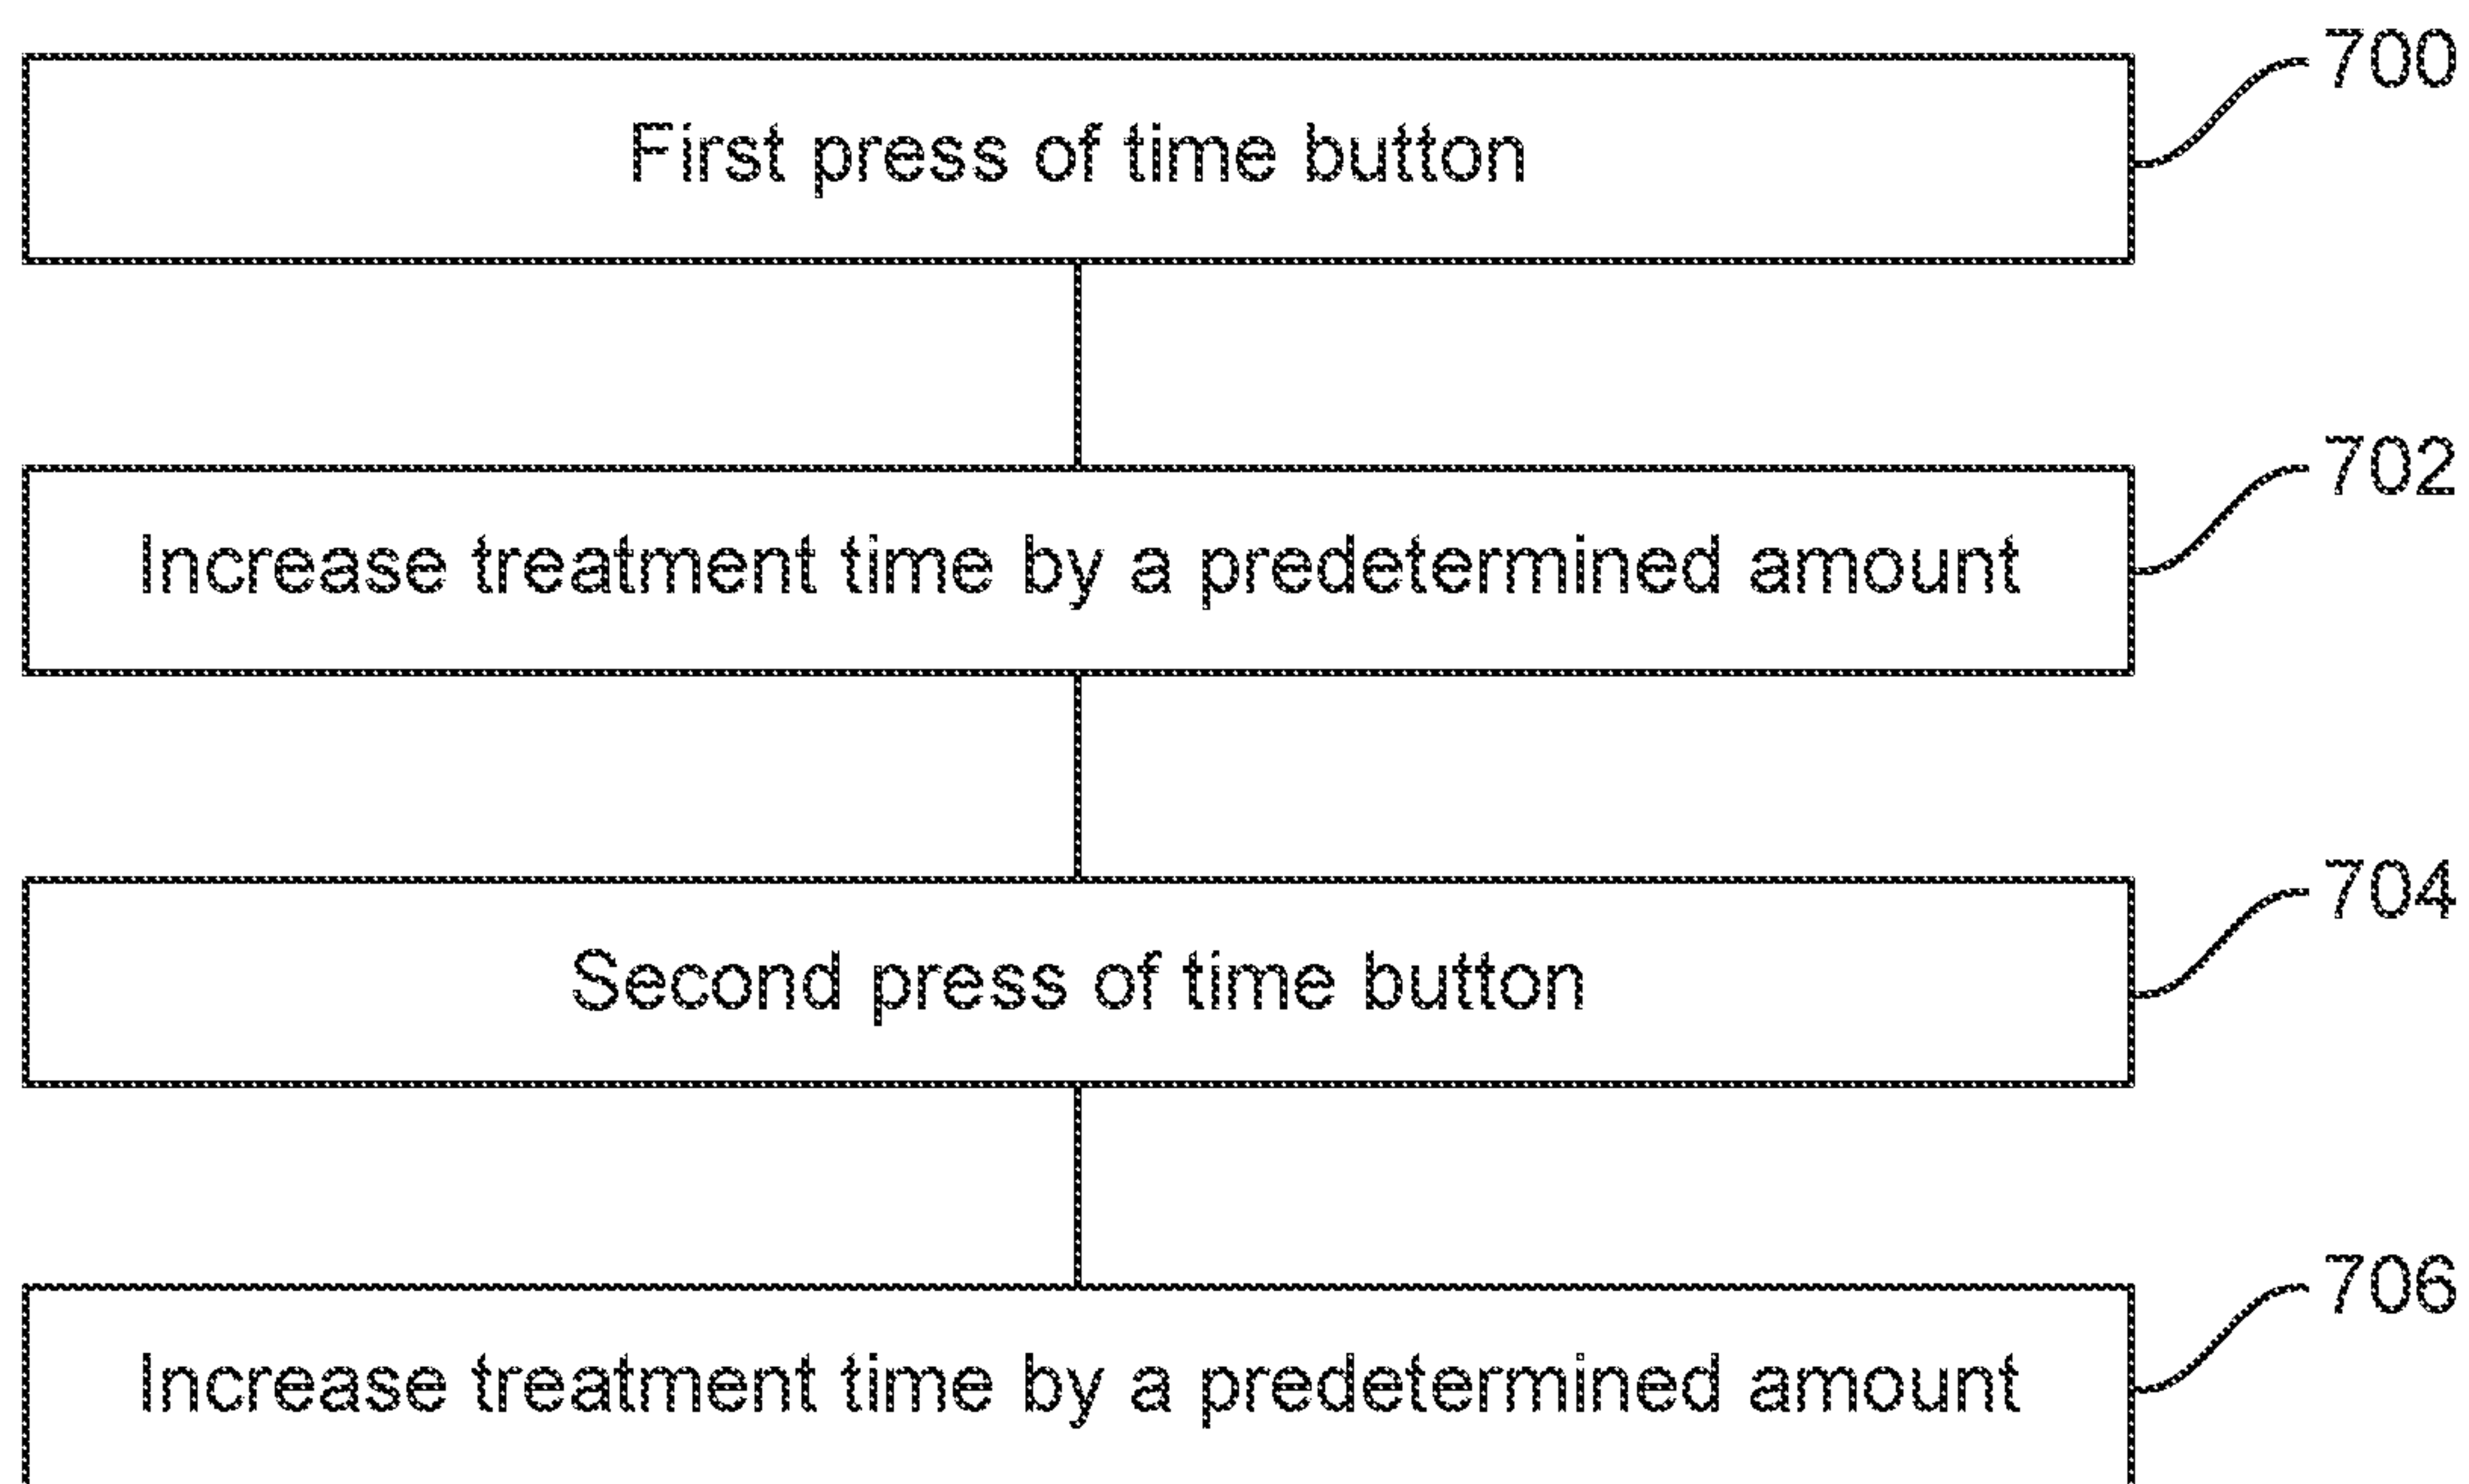 700
First press of time button
702
Increase treatment time by a predetermined amount
704
Second press of time button
706
Increase treatment time by a predetermined amount